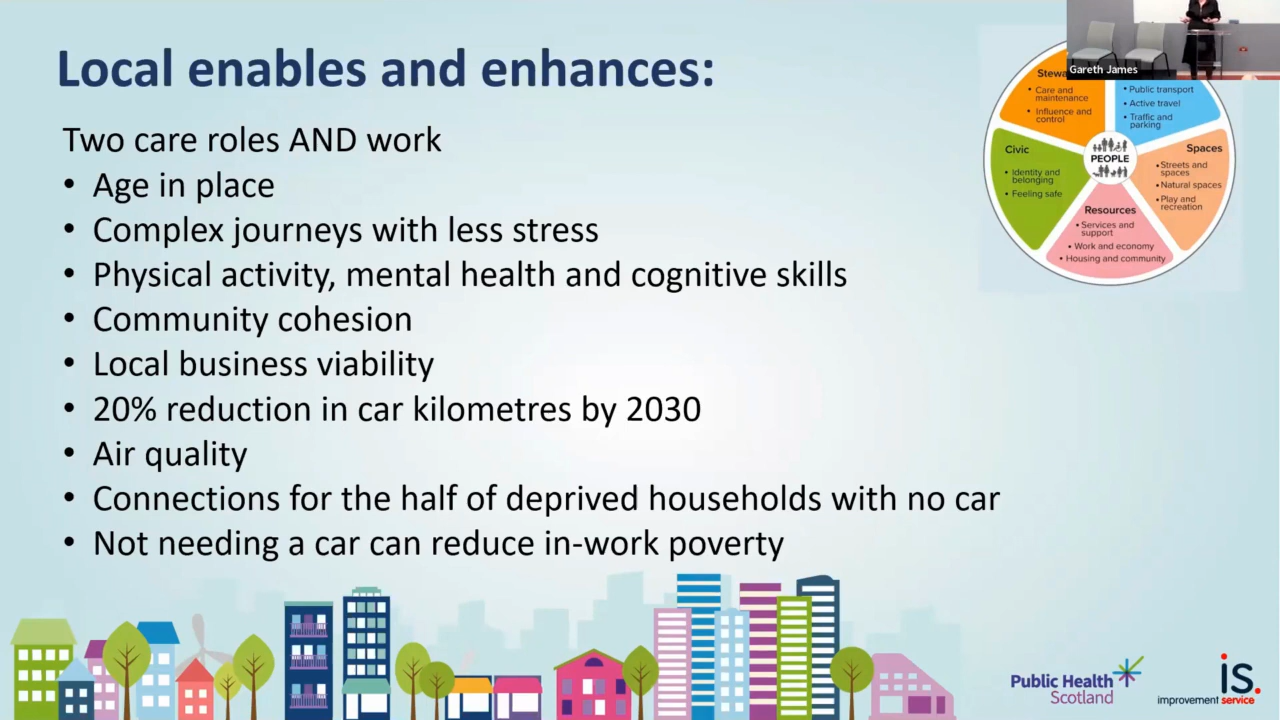 Local enables and enhances:
Two care roles AND work
• Age in place
• Complex journeys with less stress
• Physical activity, mental health and cognitive skills
• Community cohesion
• Local business viability
• 20% reduction in car kilometres by 2030
• Air quality
• Connections for the half of deprived households with no car
• Not needing a car can reduce in-work poverty
Gareth James
• Care and
maintenance
• Influence and
control
• Public transport
• Active travel
• Traffic and
parking
Civic
• Identity and
belonging
• Feeling safe
PEOPLE
Spaces
• Streets and
spaces
• Natural spaces
• Play and
recreation
Resources
• Services and
support
• Work and economy
• Housing and community
Public Health
Scotland
is.
improvement service